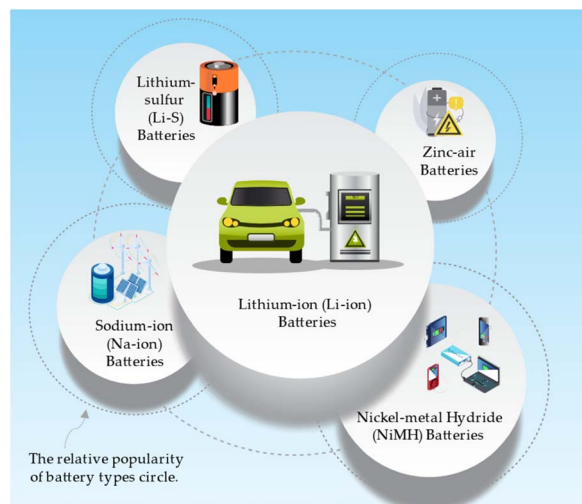 Lithium-
sulfur
(Li-S)
Batteries
Zinc-air
Batteries
Lithium-ion (Li-ion)
Batteries
Sodium-ion
(Na-ion)
Batteries
Nickel-metal Hydride
(NiMH) Batteries
The relative popularity
of battery types circle.